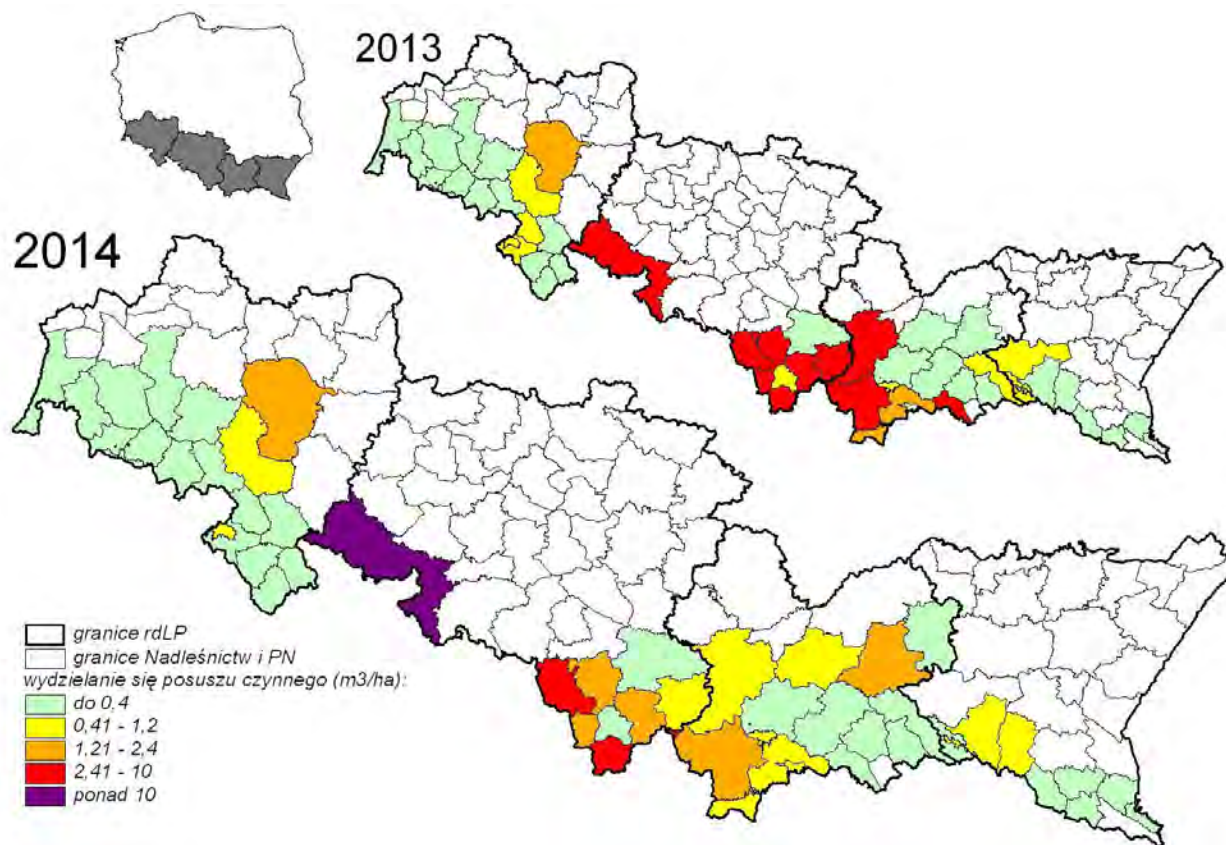 2013
2014
granice rdLP
granice Nadleśnictw i PN
wydzielanie się posuszu czynnego (m3/ha):
do 0,4
0,41 - 1,2
1,21 - 2,4
2,41 - 10
ponad 10